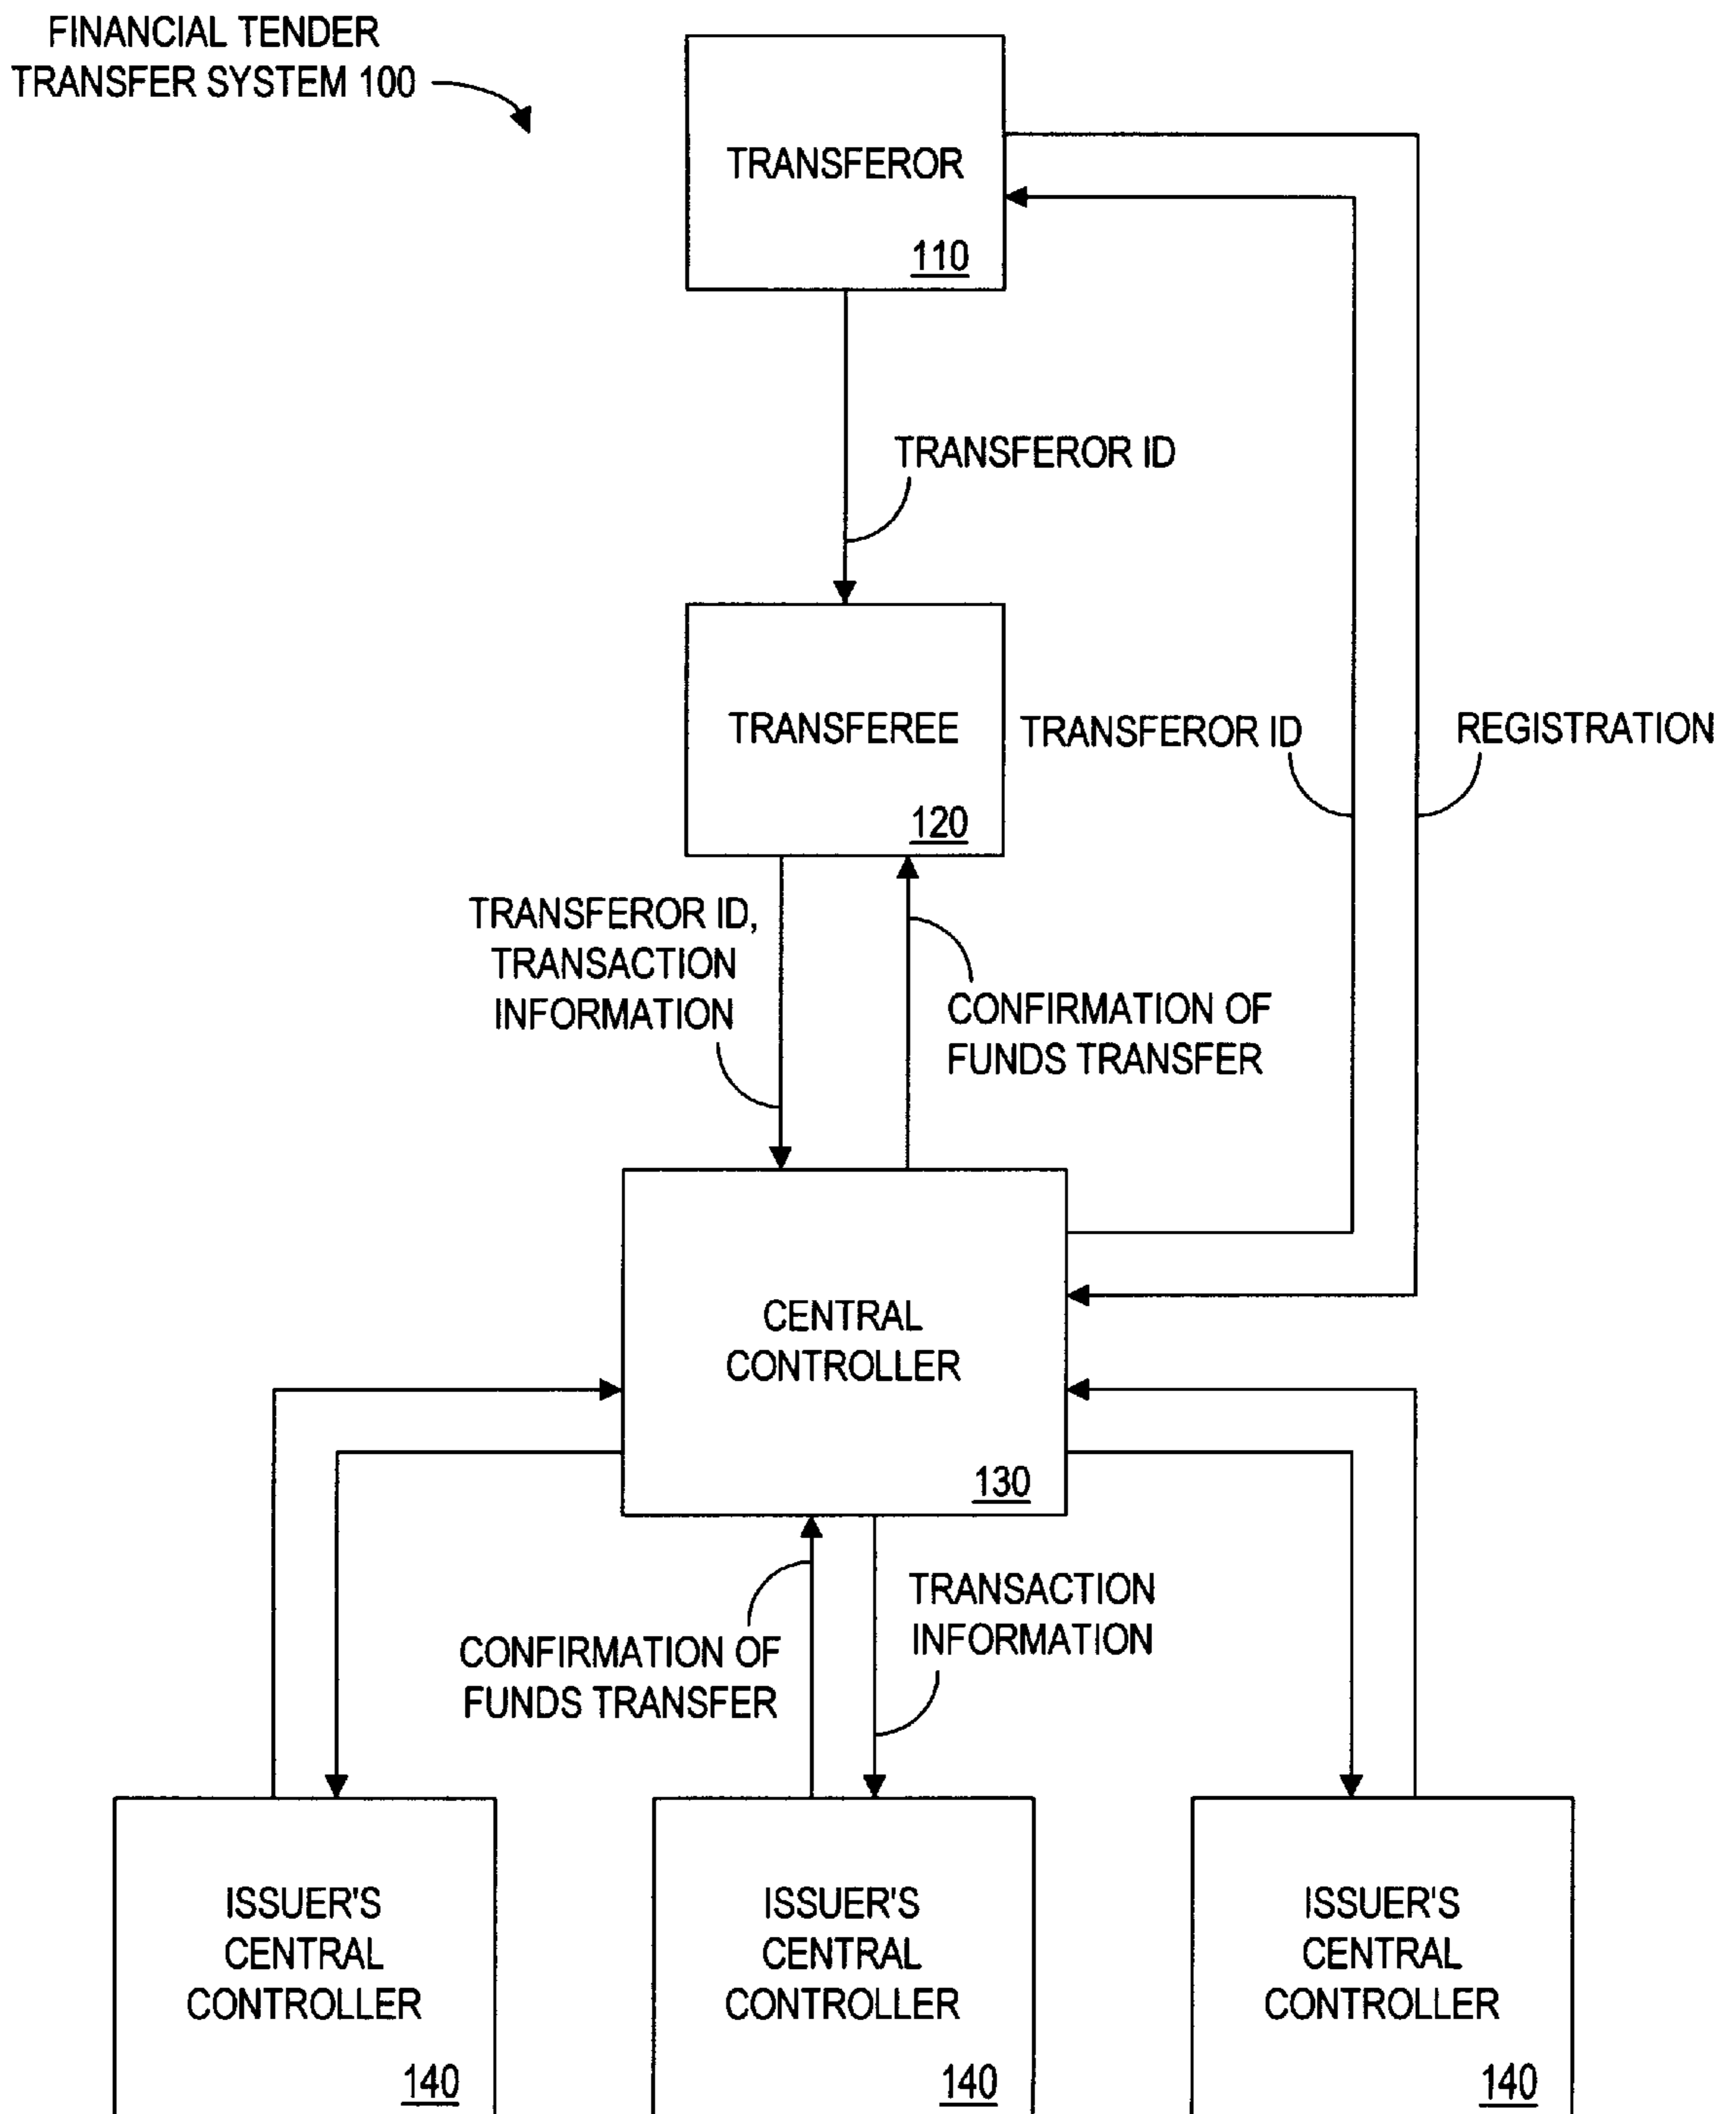 FINANCIAL TENDER
TRANSFER SYSTEM 100
TRANSFEROR
110
TRANSFEROR ID
TRANSFEREE
120
TRANSFEROR ID
REGISTRATION
TRANSFEROR ID,
TRANSACTION
INFORMATION
CONFIRMATION OF
FUNDS TRANSFER
CENTRAL
CONTROLLER
130
TRANSACTION
INFORMATION
CONFIRMATION OF
FUNDS TRANSFER
ISSUER'S
CENTRAL
CONTROLLER
140
ISSUER'S
CENTRAL
CONTROLLER
140
ISSUER'S
CENTRAL
CONTROLLER
140